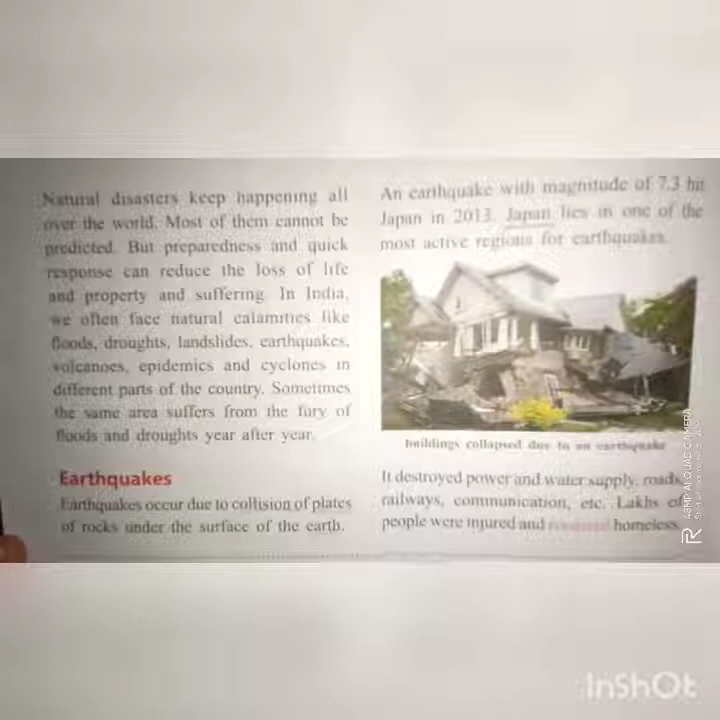 Natural disasters keep happening all
over the world. Most of them cannot be
predicted. But preparedness and quick
response can reduce the loss of life
and property and suffering. In India,
we often face natural calamities like
floods, droughts, landslides, earthquakes,
volcanoes, epidemics and cyclones in
different parts of the country. Sometimes
the same area suffers from the fury of
floods and droughts year after year.
Earthquakes
Earthquakes occur due to collision of plates
of rocks under the surface of the earth.
An earthquake with magnitude of 7.3 hit
Japan in 2013. Japan lies in one of the
most active regions for earthquakes.
buildings collapsed due to an earthquake
It destroyed power and water supply, roads,
railways, communication, etc. Lakhs of
people were injured and homeless.
48MP AI QUAD CAMERA
InShOt